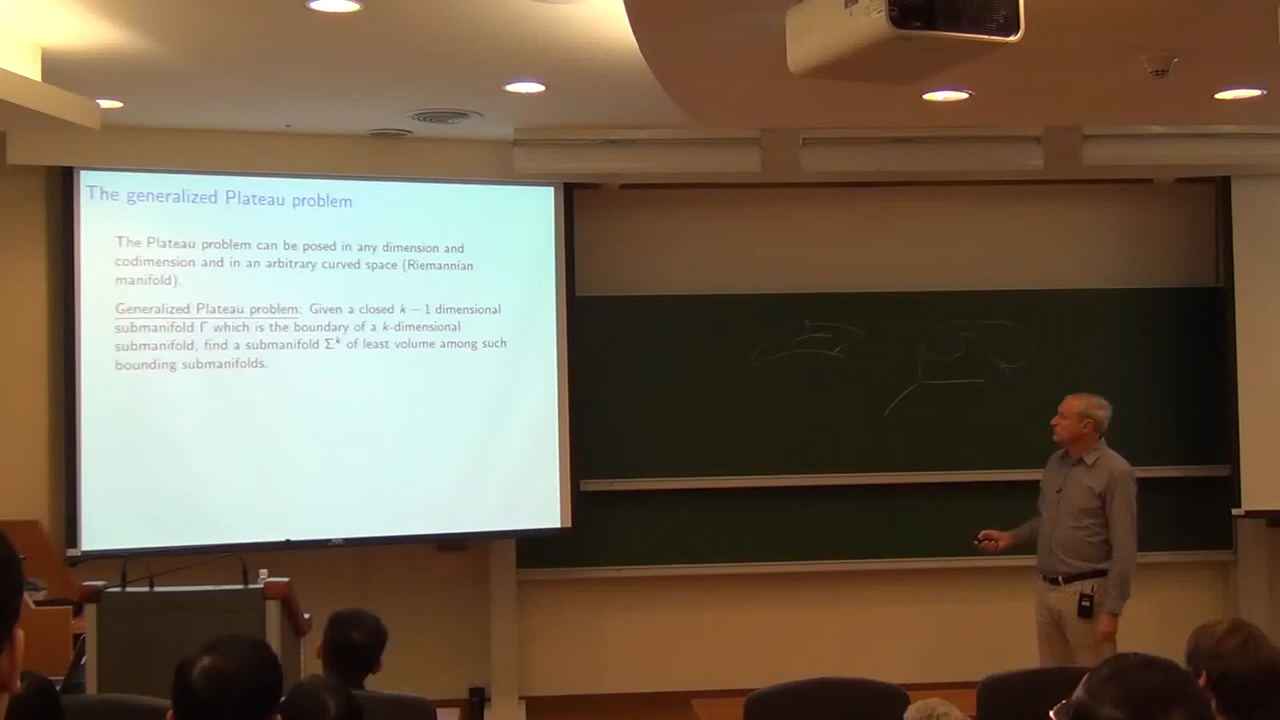 The generalized Plateau problem
The Plateau problem can be posed in any dimension and
codimension and in an arbitrary curved space (Riemannian
manifold).
Generalized Plateau problem: Given a closed k − 1 dimensional
submanifold Γ which is the boundary of a k-dimensional
submanifold, find a submanifold Σ^k of least volume among such
bounding submanifolds.